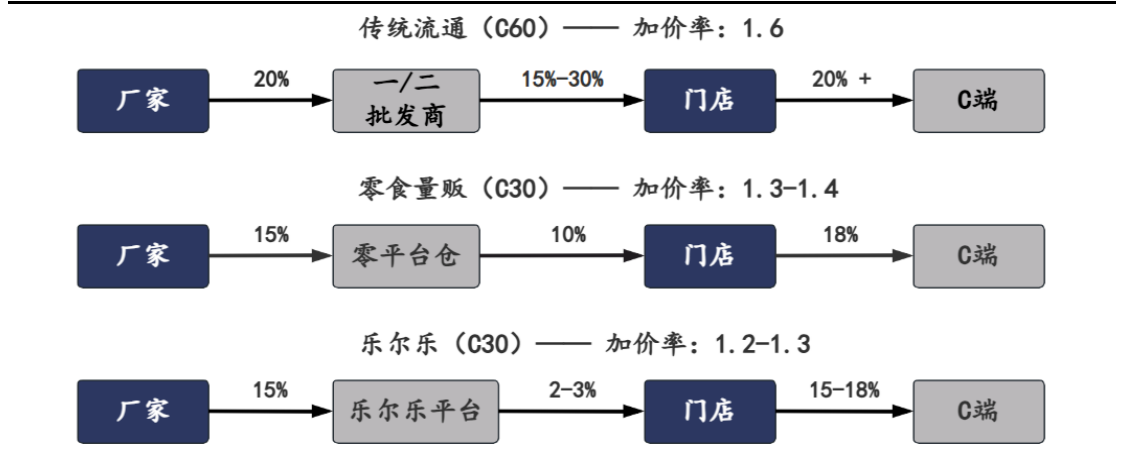 传统流通（C60）—— 加价率：1.6
20%
15%-30%
20% +
厂家
一/二
批发商
门店
C端
零食量贩（C30）—— 加价率：1.3-1.4
15%
10%
18%
厂家
零平台仓
门店
C端
乐尔乐（C30）—— 加价率：1.2-1.3
15%
2-3%
15-18%
厂家
乐尔乐平台
门店
C端